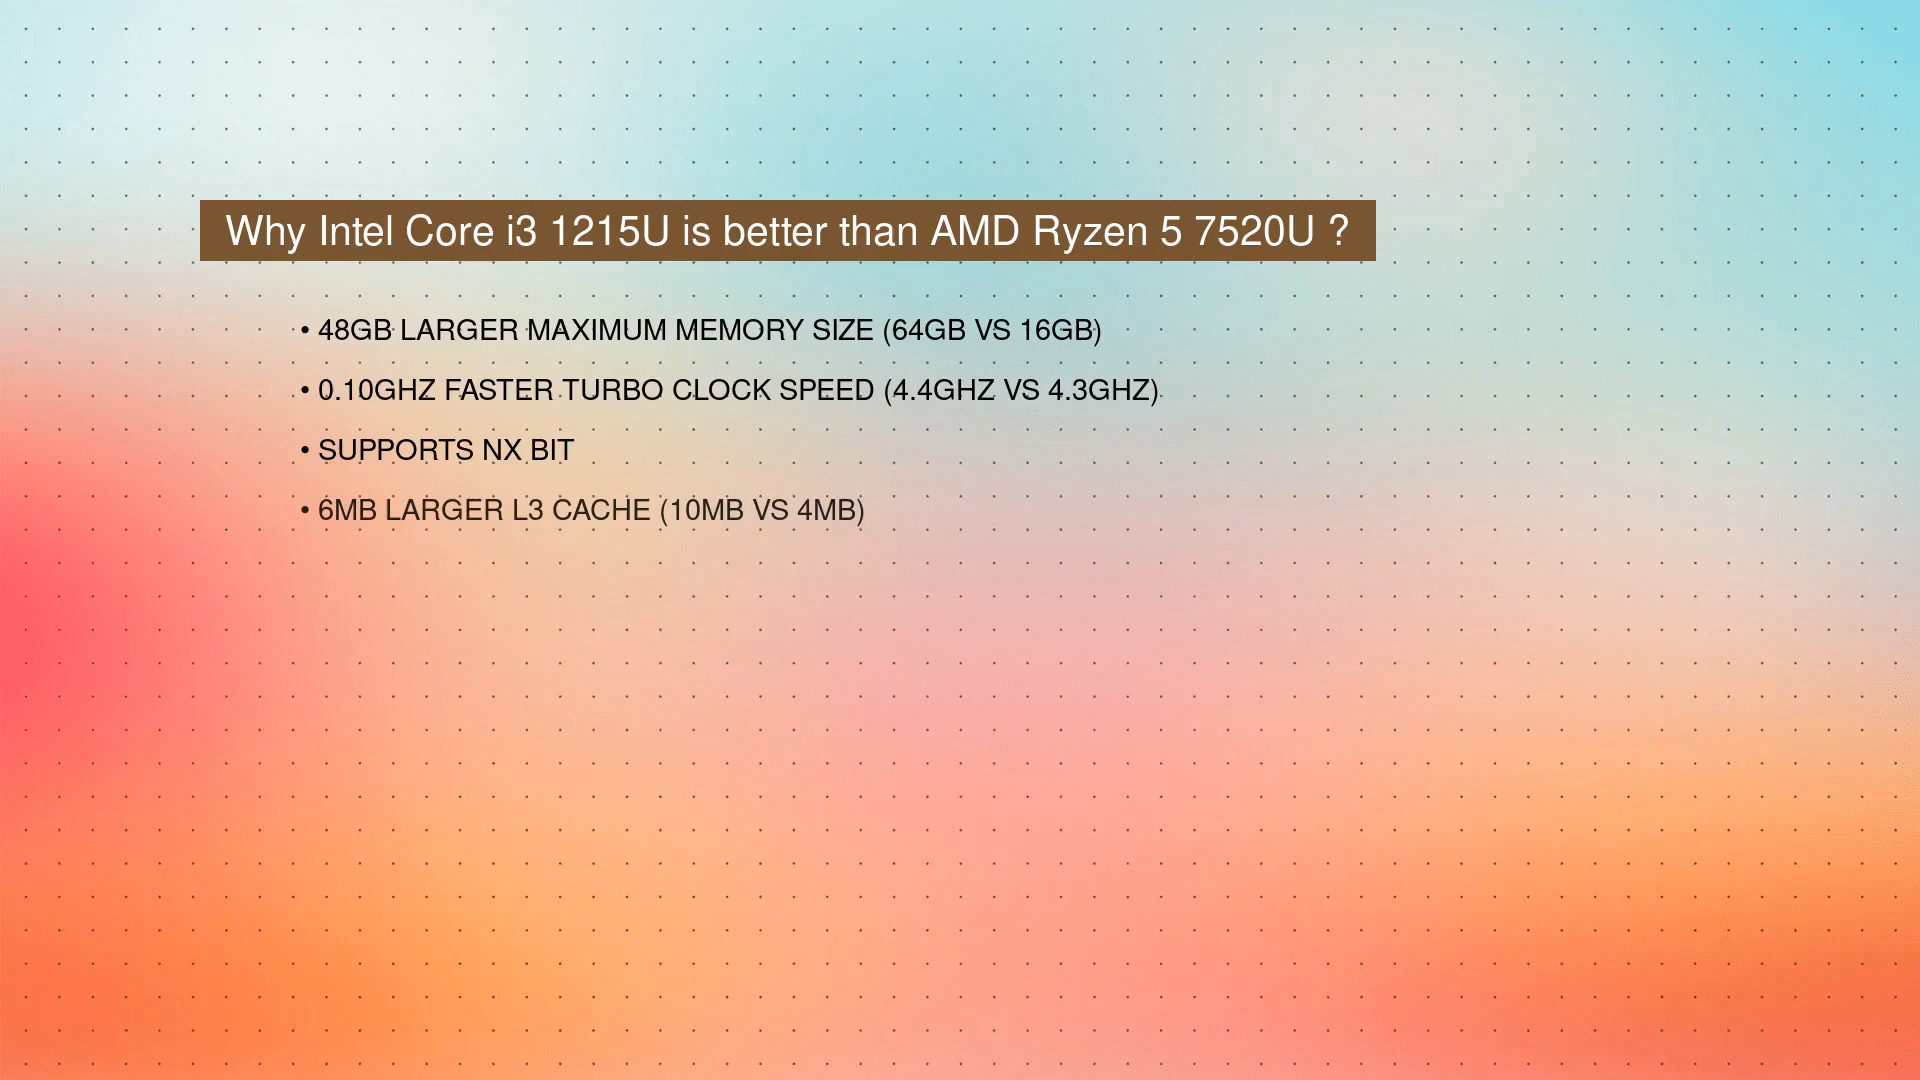 Why Intel Core i3 1215U is better than AMD Ryzen 5 7520U ?
• 48GB LARGER MAXIMUM MEMORY SIZE (64GB VS 16GB)
• 0.10GHZ FASTER TURBO CLOCK SPEED (4.4GHZ VS 4.3GHZ)
• SUPPORTS NX BIT
• 6MB LARGER L3 CACHE (10MB VS 4MB)